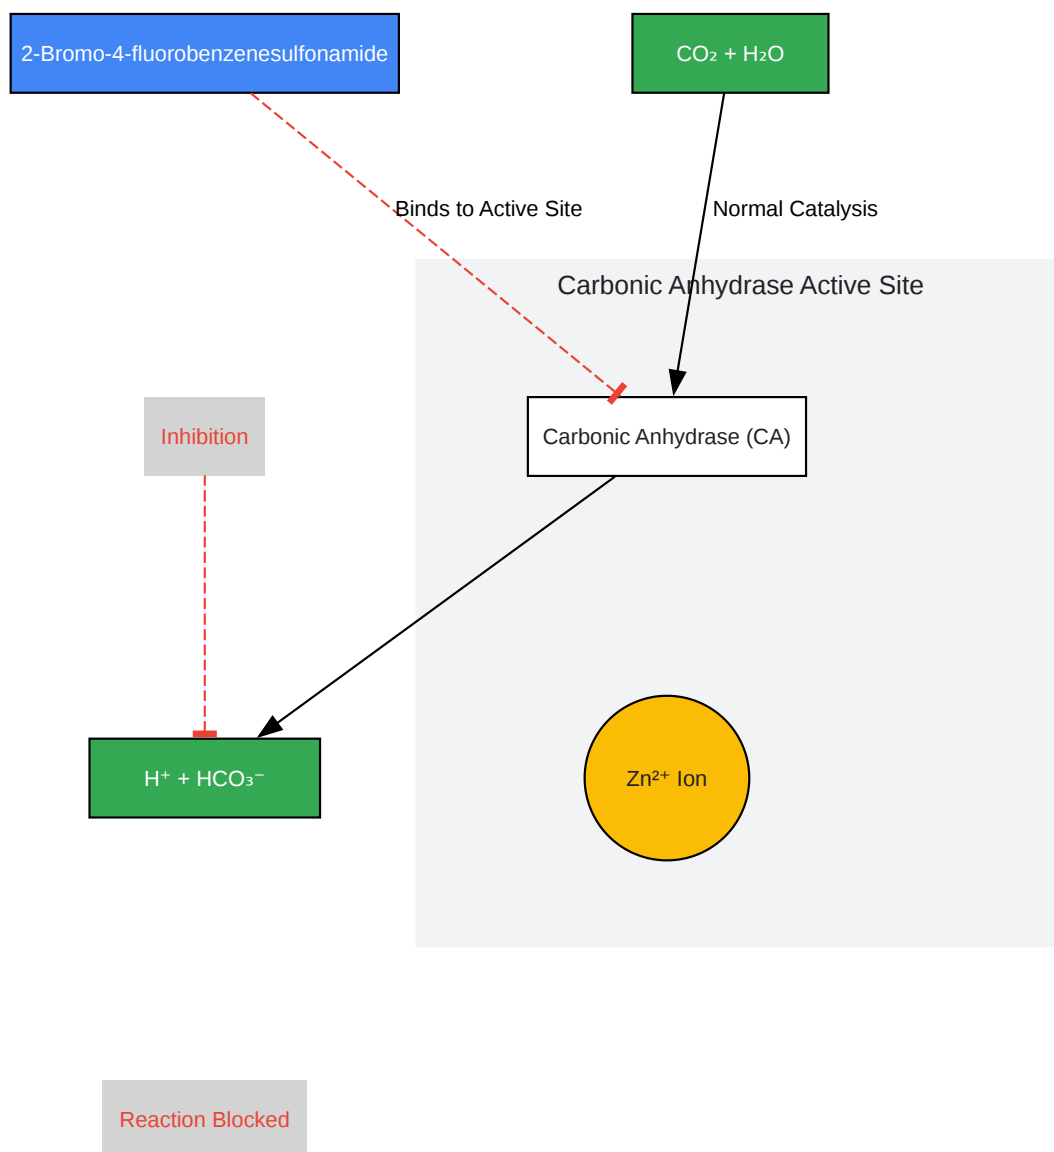 2-Bromo-4-fluorobenzenesulfonamide
CO₂ + H₂O
Binds to Active Site
Normal Catalysis
Carbonic Anhydrase Active Site
Inhibition
Carbonic Anhydrase (CA)
H⁺ + HCO₃⁻
Zn²⁺ Ion
Reaction Blocked